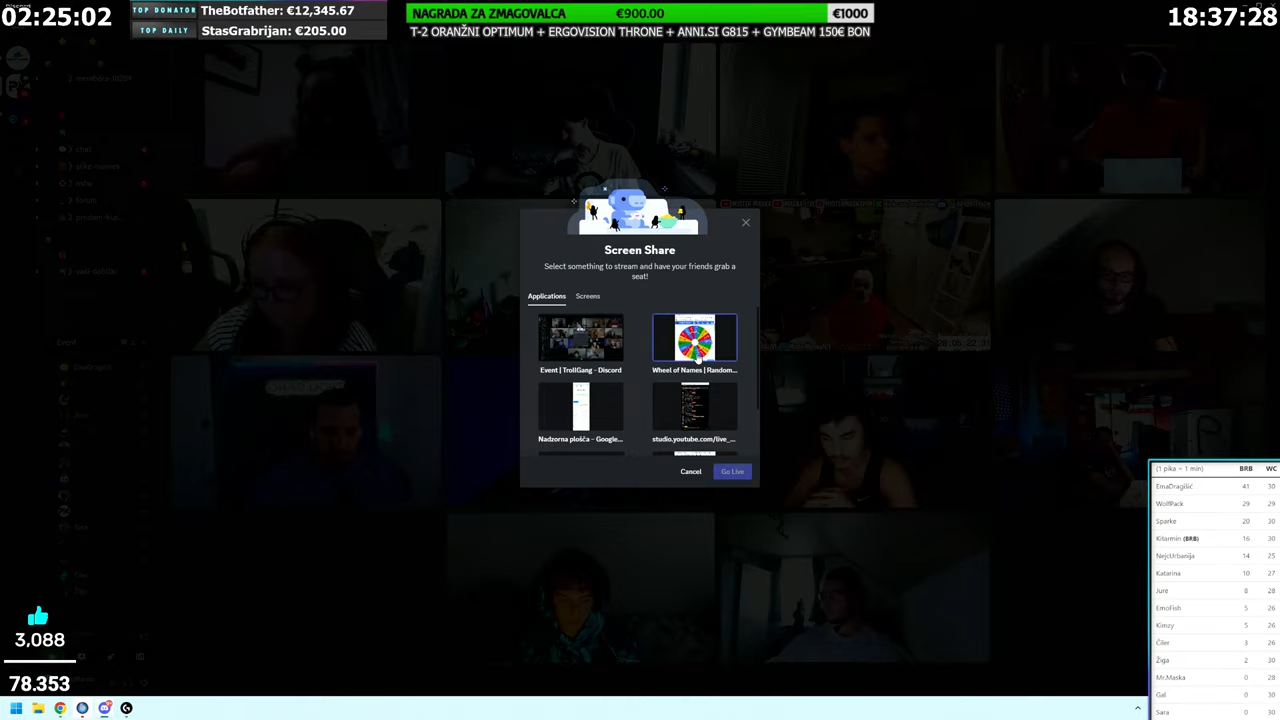 02:25:02
TOP DONATOR TheBotfather: €12,345.67
TOP DAILY StasGrabrijan: €205.00
NAGRADA ZA ZMAGOVALCA €900.00 €1000
T-2 ORANŽNI OPTIMUM + ERGOVISION THRONE + ANNI.SI G815 + GYMBEAM 150€ BON
18:37:28
chat
forum
Event
Screen Share
Select something to stream and have your friends grab a
seat!
Applications Screens
Event | TrollGang - Discord
Wheel of Names | Random...
Nadzorna plošča - Google...
studio.youtube.com/live_...
Cancel Go Live
3,088
78.353
(1 pika - 1 min) BRB WC
EmaDragišić 41 30
WolfPack 29 29
Sparke 20 30
Kitarmin (BRB) 16 30
NejcUrbanija 14 25
Katarina 10 27
Jure 8 28
EmoFish 5 26
Kimzy 5 26
Čiler 3 26
Žiga 2 30
Mr.Maska 0 28
Gal 0 30
Sara 0 30